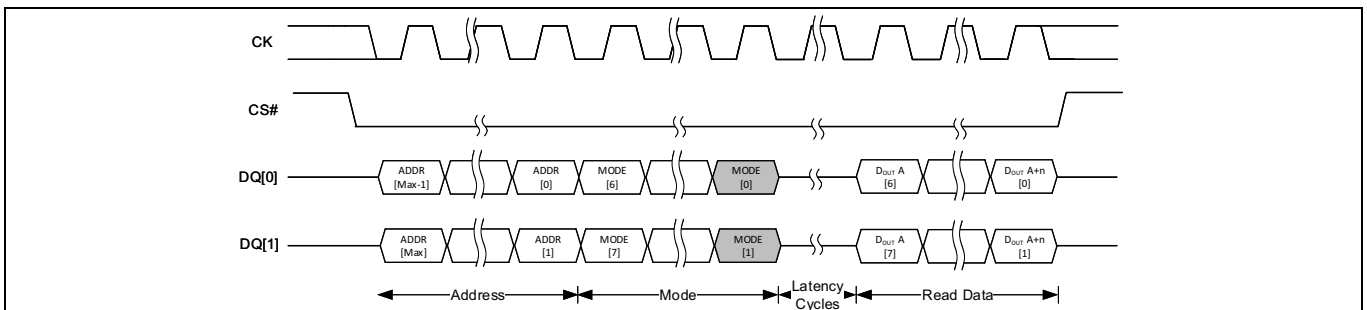 CK
CS#
DQ[0]
ADDR [Max-1]
ADDR [0]
MODE [6]
MODE [0]
DOUT A [6]
DOUT A+n [0]
DQ[1]
ADDR [Max]
ADDR [1]
MODE [7]
MODE [1]
DOUT A [7]
DOUT A+n [1]
Address
Mode
Latency Cycles
Read Data